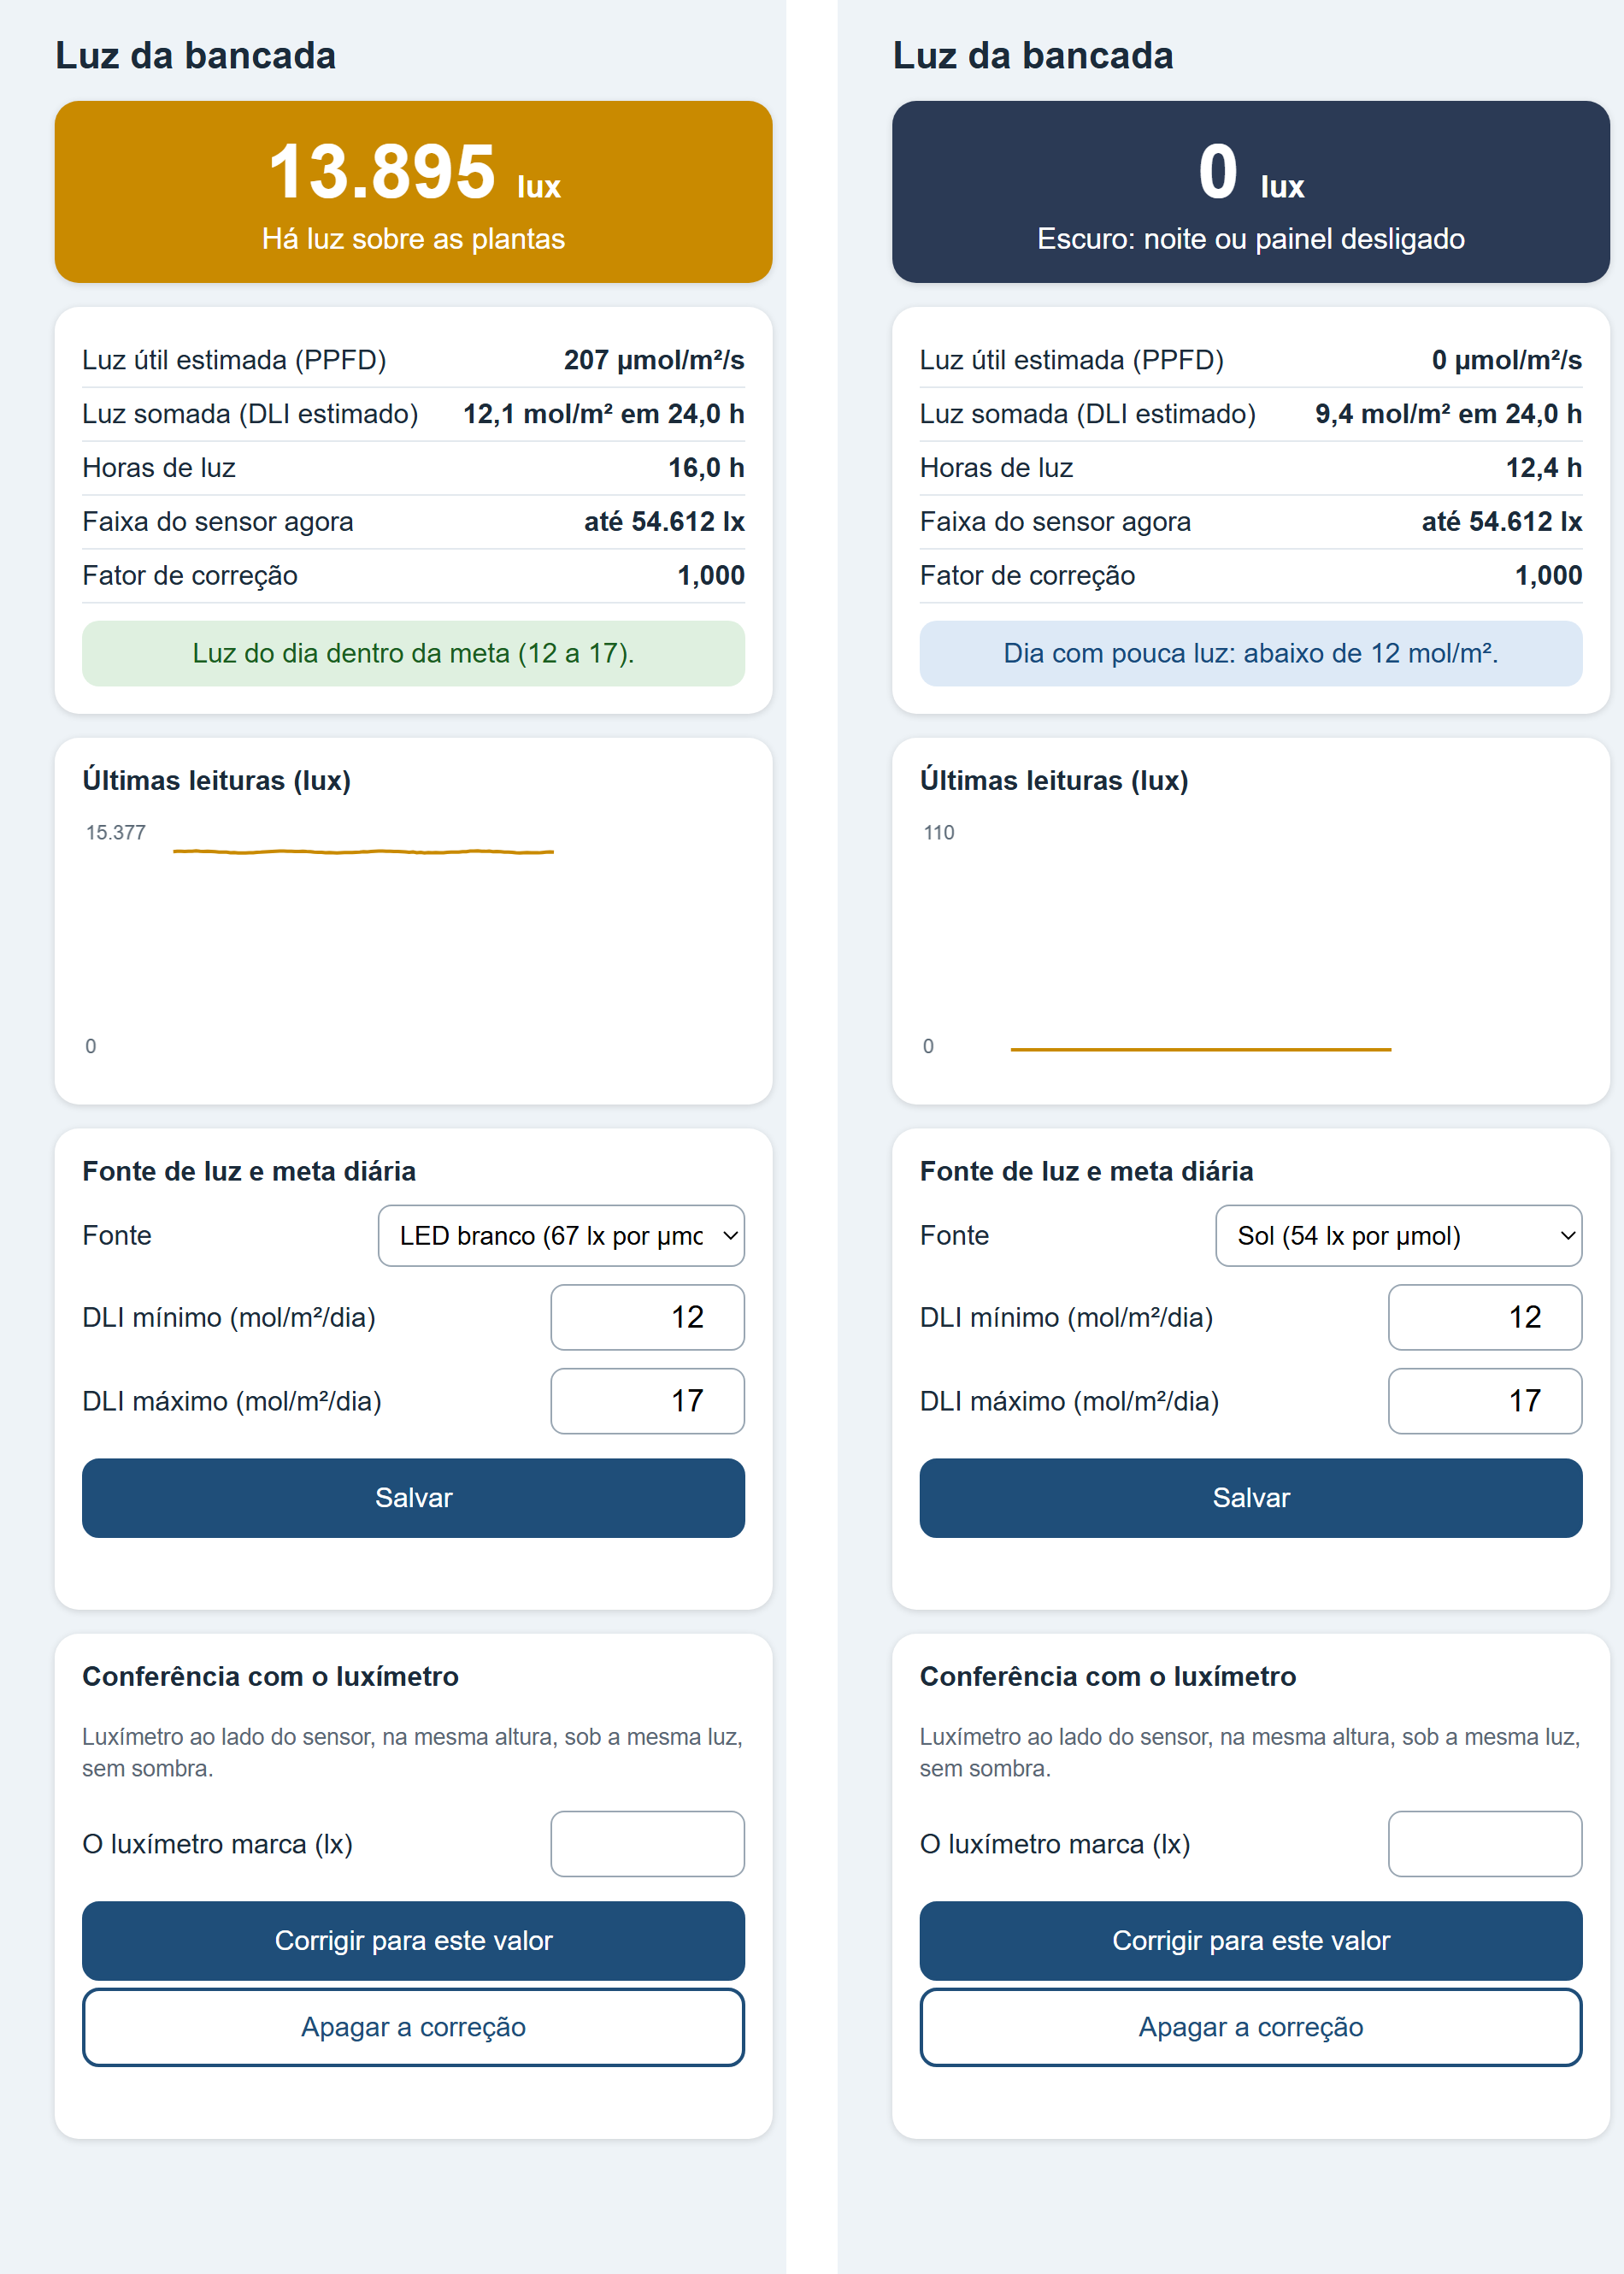 Luz da bancada
13.895 lux
Há luz sobre as plantas
Luz útil estimada (PPFD) 207 µmol/m²/s
Luz somada (DLI estimado) 12,1 mol/m² em 24,0 h
Horas de luz 16,0 h
Faixa do sensor agora até 54.612 lx
Fator de correção 1,000
Luz do dia dentro da meta (12 a 17).
Últimas leituras (lux)
15.377
0
Fonte de luz e meta diária
Fonte LED branco (67 lx por µmc
DLI mínimo (mol/m²/dia) 12
DLI máximo (mol/m²/dia) 17
Salvar
Conferência com o luxímetro
Luxímetro ao lado do sensor, na mesma altura, sob a mesma luz,
sem sombra.
O luxímetro marca (lx)
Corrigir para este valor
Apagar a correção
Luz da bancada
0 lux
Escuro: noite ou painel desligado
Luz útil estimada (PPFD) 0 µmol/m²/s
Luz somada (DLI estimado) 9,4 mol/m² em 24,0 h
Horas de luz 12,4 h
Faixa do sensor agora até 54.612 lx
Fator de correção 1,000
Dia com pouca luz: abaixo de 12 mol/m².
Últimas leituras (lux)
110
0
Fonte de luz e meta diária
Fonte Sol (54 lx por µmol)
DLI mínimo (mol/m²/dia) 12
DLI máximo (mol/m²/dia) 17
Salvar
Conferência com o luxímetro
Luxímetro ao lado do sensor, na mesma altura, sob a mesma luz,
sem sombra.
O luxímetro marca (lx)
Corrigir para este valor
Apagar a correção